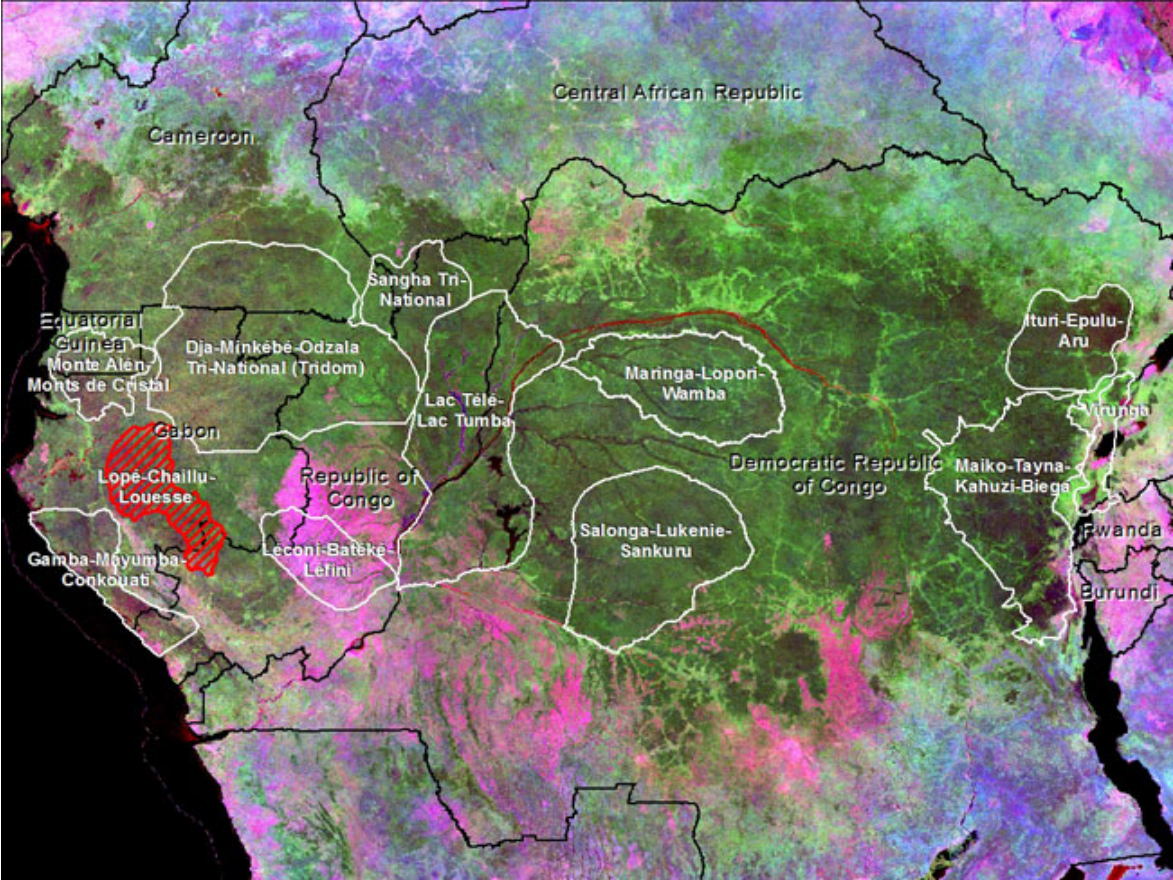 Central African Republic
Cameroon
Sangha Tri-
National
Equatorial
Guinea
Monte Alén-
Monts de Cristal
Dja-Minkébé-Odzala
Tri-National (Tridom)
Ituri-Epulu-
Aru
Maringa-Lopori-
Wamba
Lac Télé-
Lac Tumba
Virunga
Gabon
Lopé-Chaillu-
Louesse
Republic of
Congo
Democratic Republic
of Congo
Maiko-Tayna-
Kahuzi-Biega
Salonga-Lukenie-
Sankuru
Rwanda
Gamba-Mayumba-
Conkouati
Léconi-Batéké-
Léfini
Burundi